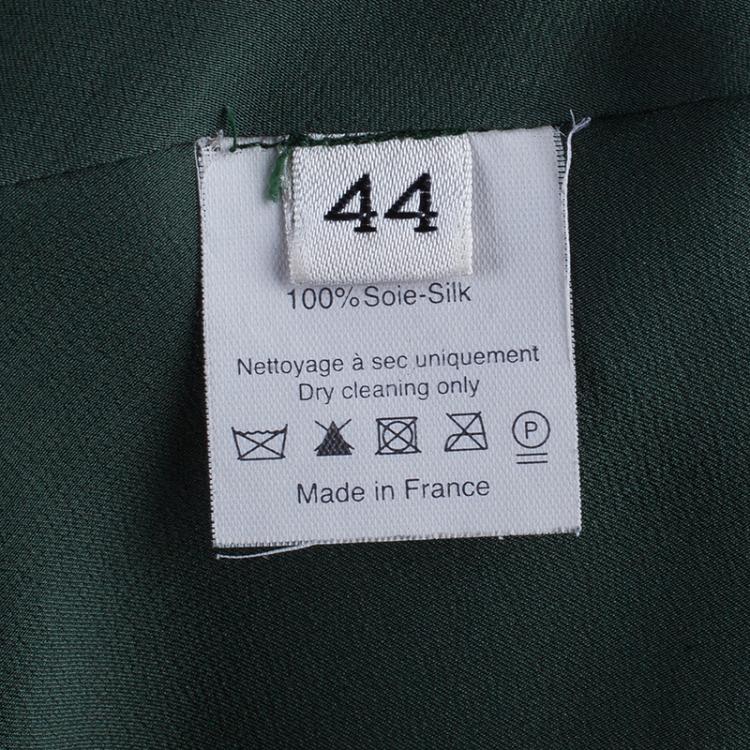 44
100% Soie-Silk
Nettoyage à sec uniquement
Dry cleaning only
P
Made in France